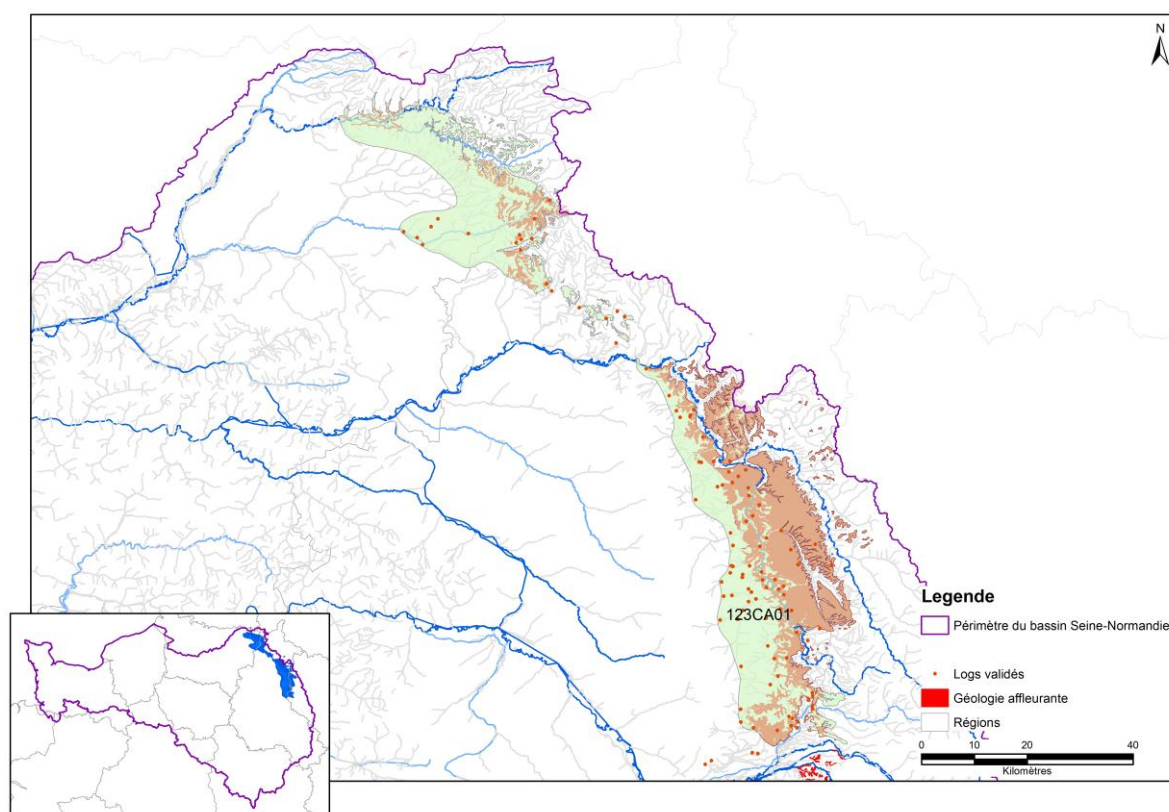 N
123CA01
Legende
Périmètre du bassin Seine-Normandie
Logs validés
Géologie affleurante
Régions
0 10 20 40
Kilomètres